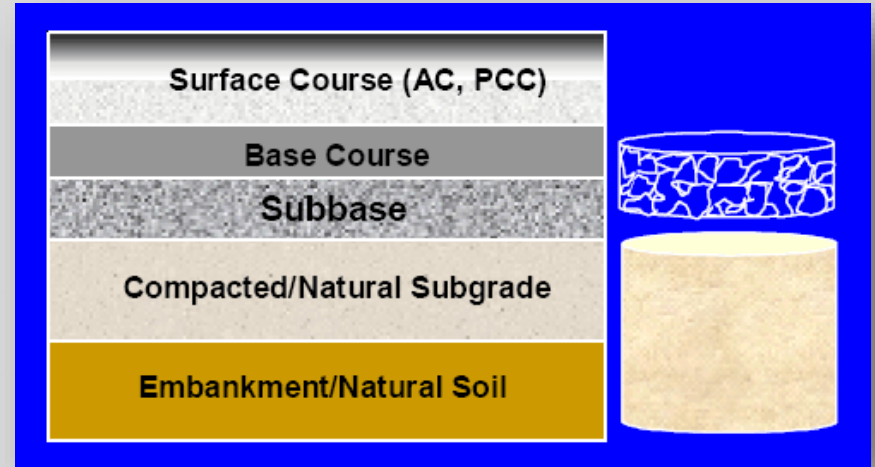 Surface Course (AC, PCC)
Base Course
Subbase
Compacted/Natural Subgrade
Embankment/Natural Soil